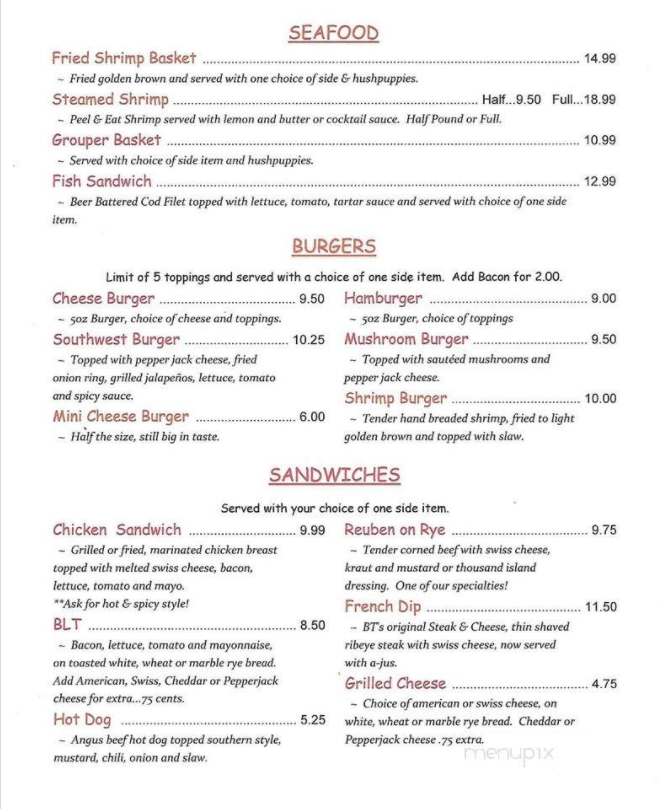 SEAFOOD
Fried Shrimp Basket ........ 14.99
~ Fried golden brown and served with one choice of side & hushpuppies.
Steamed Shrimp ........ Half...9.50 Full...18.99
~ Peel & Eat Shrimp served with lemon and butter or cocktail sauce. Half Pound or Full.
Grouper Basket ........ 10.99
~ Served with choice of side item and hushpuppies.
Fish Sandwich ........ 12.99
~ Beer Battered Cod Filet topped with lettuce, tomato, tartar sauce and served with choice of one side
item.
BURGERS
Limit of 5 toppings and served with a choice of one side item. Add Bacon for 2.00.
Cheese Burger ........ 9.50
~ 5oz Burger, choice of cheese and toppings.
Southwest Burger ........ 10.25
~ Topped with pepper jack cheese, fried
onion ring, grilled jalapeños, lettuce, tomato
and spicy sauce.
Mini Cheese Burger ........ 6.00
~ Half the size, still big in taste.
Hamburger ........ 9.00
~ 5oz Burger, choice of toppings
Mushroom Burger ........ 9.50
~ Topped with sautéed mushrooms and
pepper jack cheese.
Shrimp Burger ........ 10.00
~ Tender hand breaded shrimp, fried to light
golden brown and topped with slaw.
SANDWICHES
Served with your choice of one side item.
Chicken Sandwich ........ 9.99
~ Grilled or fried, marinated chicken breast
topped with melted swiss cheese, bacon,
lettuce, tomato and mayo.
**Ask for hot & spicy style!
BLT ........ 8.50
~ Bacon, lettuce, tomato and mayonnaise,
on toasted white, wheat or marble rye bread.
Add American, Swiss, Cheddar or Pepperjack
cheese for extra...75 cents.
Hot Dog ........ 5.25
~ Angus beef hot dog topped southern style,
mustard, chili, onion and slaw.
Reuben on Rye ........ 9.75
~ Tender corned beef with swiss cheese,
kraut and mustard or thousand island
dressing. One of our specialties!
French Dip ........ 11.50
~ BT's original Steak & Cheese, thin shaved
ribeye steak with swiss cheese, now served
with a-jus.
Grilled Cheese ........ 4.75
~ Choice of american or swiss cheese, on
white, wheat or marble rye bread. Cheddar or
Pepperjack cheese .75 extra.
menupix